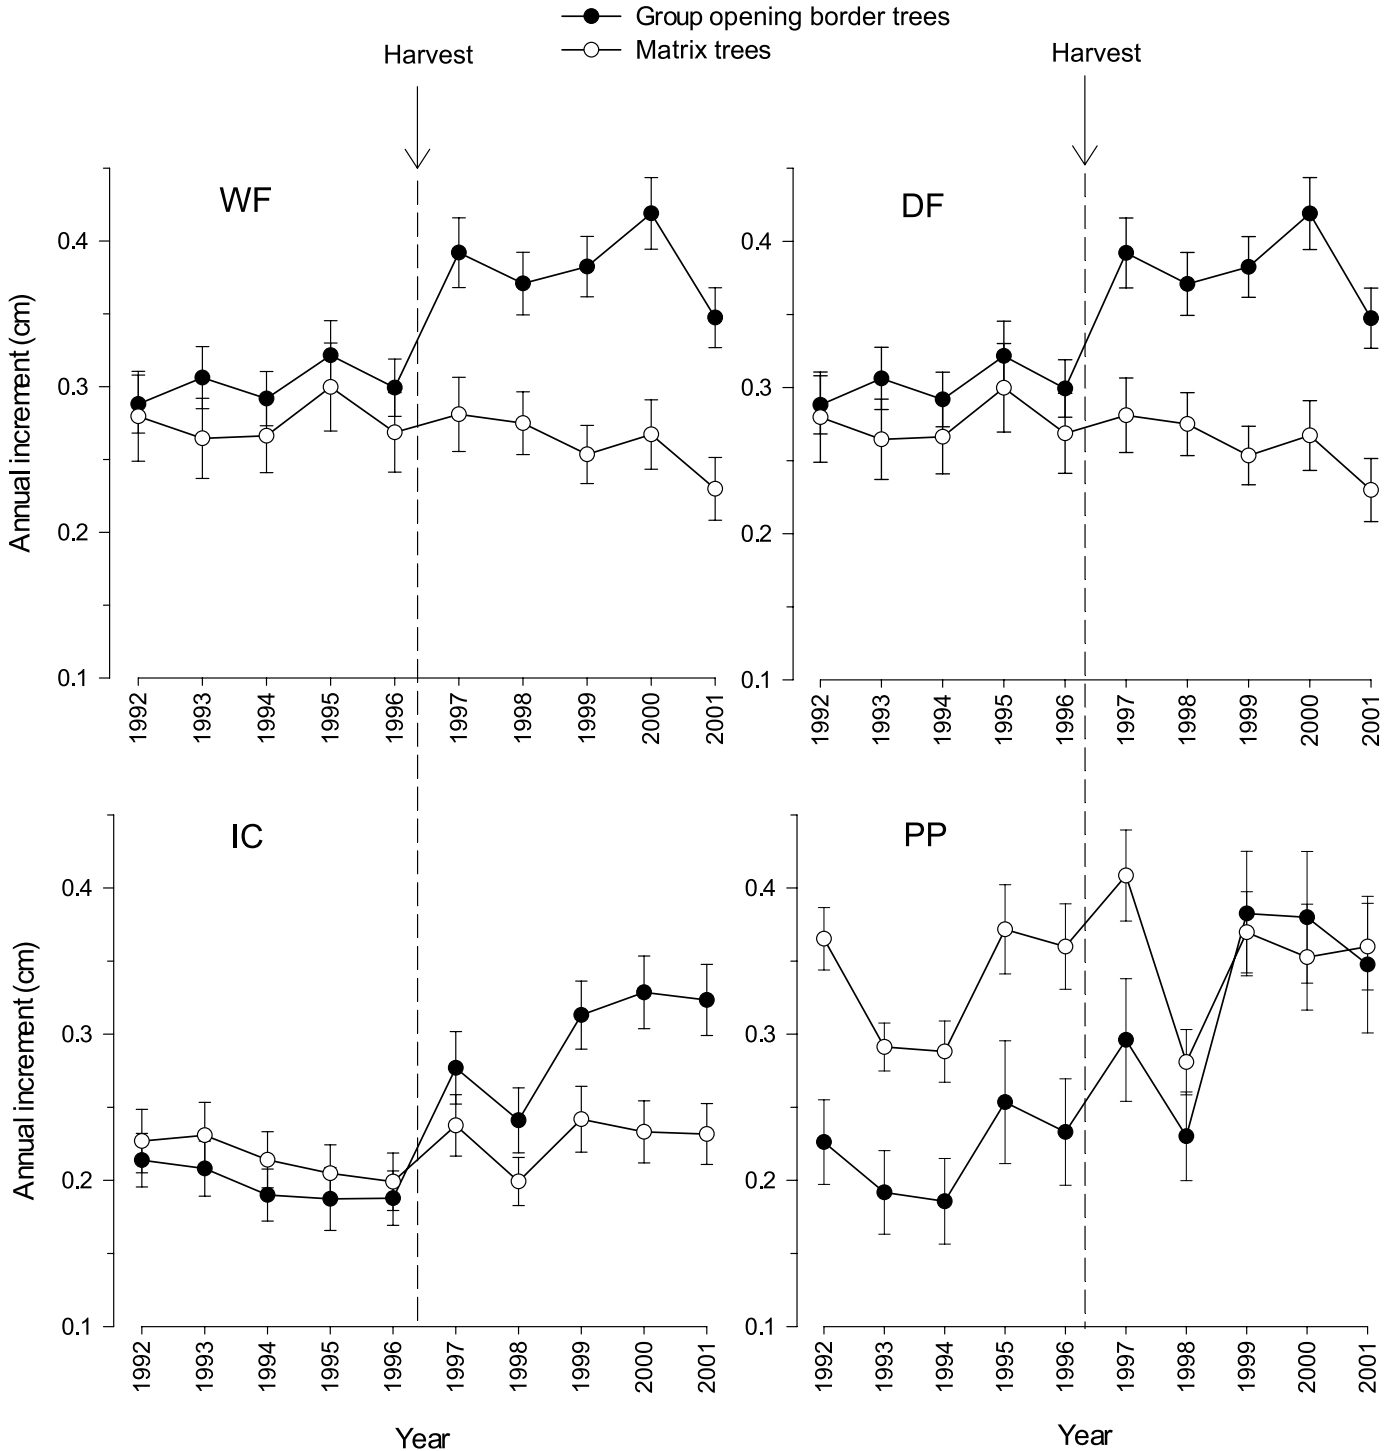 Group opening border trees
Matrix trees
Harvest
Harvest
WF
Annual increment (cm)
0.4
0.3
0.2
0.1
1992 1993 1994 1995 1996 1997 1998 1999 2000 2001
DF
0.4
0.3
0.2
0.1
1992 1993 1994 1995 1996 1997 1998 1999 2000 2001
IC
Annual increment (cm)
0.4
0.3
0.2
0.1
1992 1993 1994 1995 1996 1997 1998 1999 2000 2001
Year
PP
0.4
0.3
0.2
0.1
1992 1993 1994 1995 1996 1997 1998 1999 2000 2001
Year